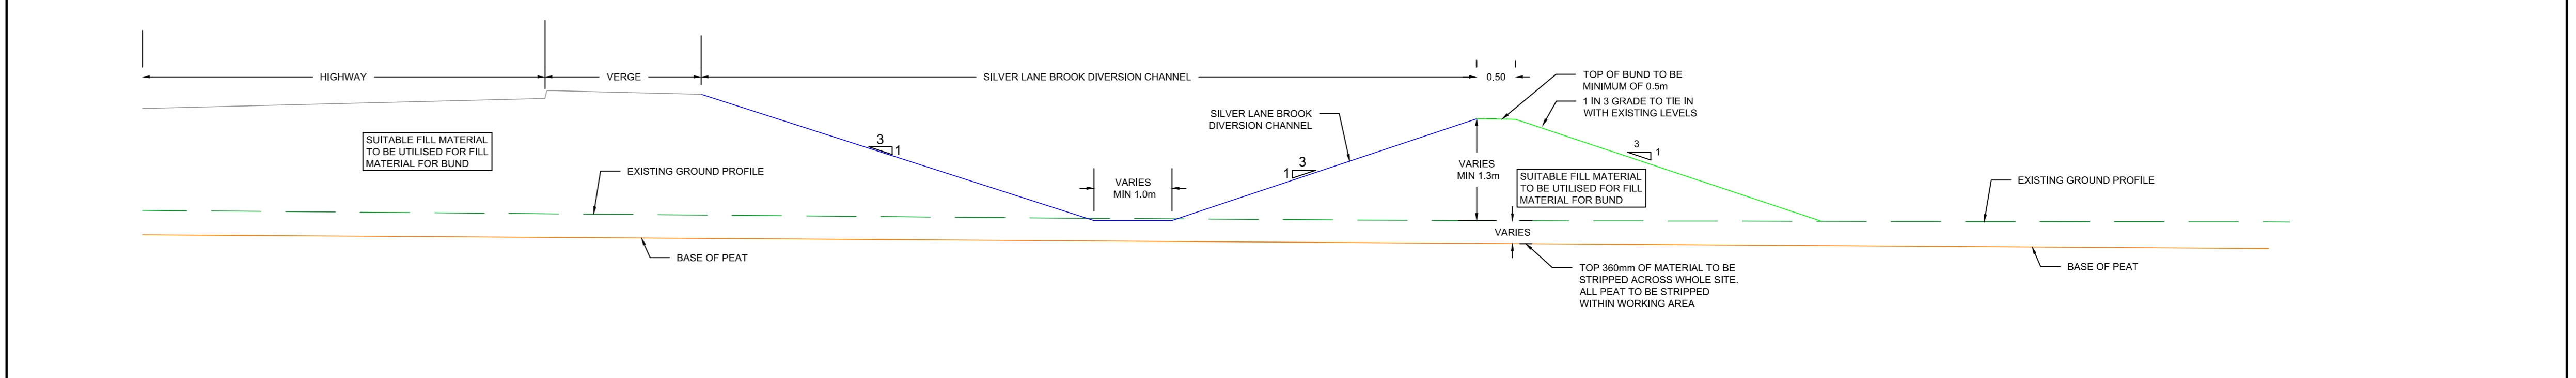 HIGHWAY
VERGE
SILVER LANE BROOK DIVERSION CHANNEL
0.50
TOP OF BUND TO BE
MINIMUM OF 0.5m
1 IN 3 GRADE TO TIE IN
WITH EXISTING LEVELS
SILVER LANE BROOK
DIVERSION CHANNEL
SUITABLE FILL MATERIAL
TO BE UTILISED FOR FILL
MATERIAL FOR BUND
3
1
3
1
3
1
EXISTING GROUND PROFILE
VARIES
MIN 1.0m
VARIES
MIN 1.3m
SUITABLE FILL MATERIAL
TO BE UTILISED FOR FILL
MATERIAL FOR BUND
EXISTING GROUND PROFILE
VARIES
BASE OF PEAT
TOP 360mm OF MATERIAL TO BE
STRIPPED ACROSS WHOLE SITE.
ALL PEAT TO BE STRIPPED
WITHIN WORKING AREA
BASE OF PEAT